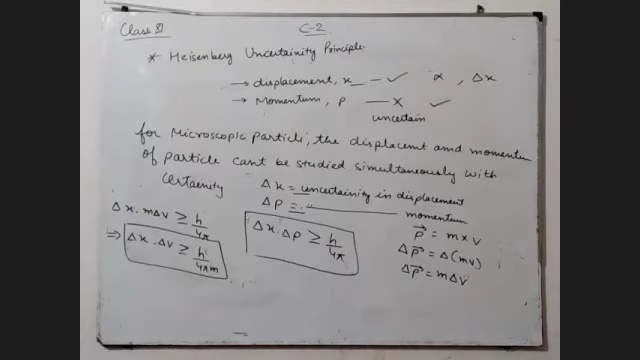 Class XI
C-2
* Heisenberg Uncertainity Principle
→ displacement, x — ✓ α , Δx
→ Momentum, p — X ✓
uncertain
for Microscopic particle, the displacemt and momentum
of particle cant be studied simultaneously with
certainity
Δx = uncertainity in displacement
Δp = " momentum
Δx . mΔv ≥ h/4π
⇒ Δx . Δv ≥ h/4πm
Δx . Δp ≥ h/4π
p⃗ = m × v
Δp⃗ = Δ(mv)
Δp⃗ = mΔv